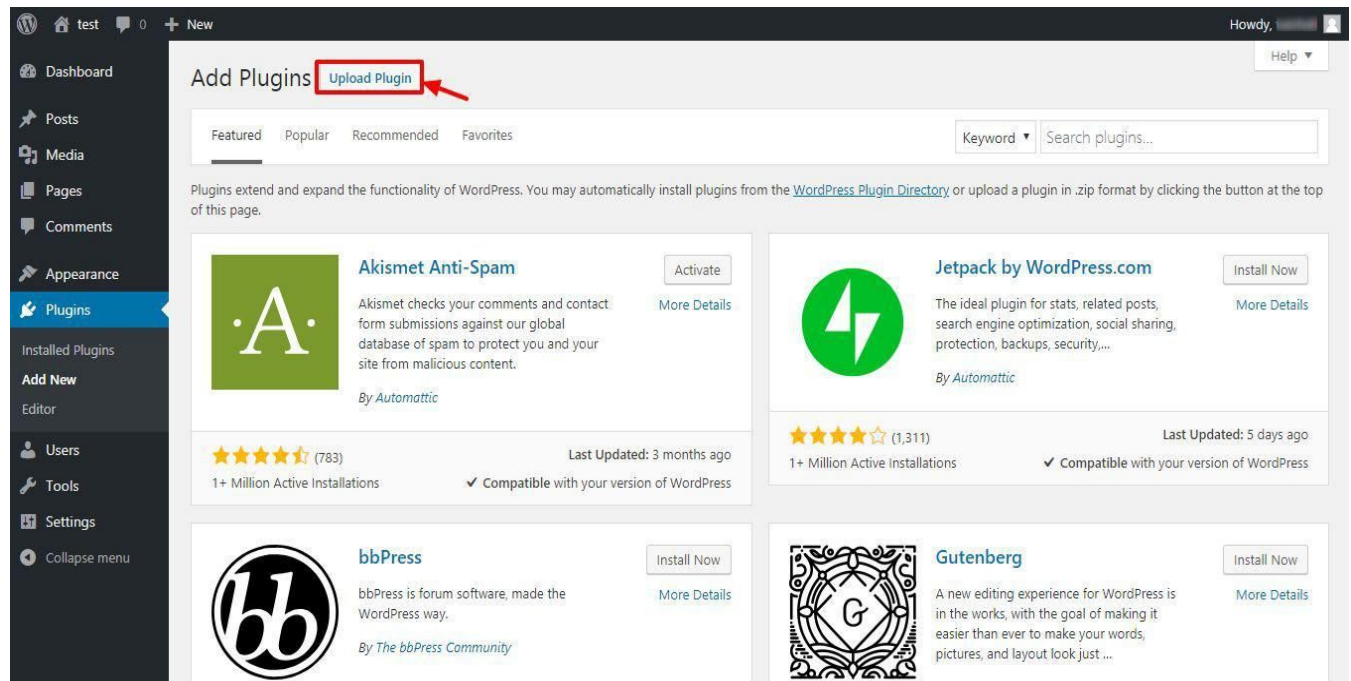 test 0 + New Howdy,
Help ▼
Dashboard
Posts
Media
Pages
Comments
Appearance
Plugins
Installed Plugins
Add New
Editor
Users
Tools
Settings
Collapse menu
Add Plugins Upload Plugin
Featured Popular Recommended Favorites Keyword ▼ Search plugins...
Plugins extend and expand the functionality of WordPress. You may automatically install plugins from the WordPress Plugin Directory or upload a plugin in .zip format by clicking the button at the top
of this page.
·A·
Akismet Anti-Spam
Activate
More Details
Akismet checks your comments and contact
form submissions against our global
database of spam to protect you and your
site from malicious content.
By Automattic
(783)
1+ Million Active Installations
Last Updated: 3 months ago
✓ Compatible with your version of WordPress
Jetpack by WordPress.com
Install Now
More Details
The ideal plugin for stats, related posts,
search engine optimization, social sharing,
protection, backups, security,...
By Automattic
(1,311)
1+ Million Active Installations
Last Updated: 5 days ago
✓ Compatible with your version of WordPress
bb
bbPress
Install Now
More Details
bbPress is forum software, made the
WordPress way.
By The bbPress Community
G
Gutenberg
Install Now
More Details
A new editing experience for WordPress is
in the works, with the goal of making it
easier than ever to make your words,
pictures, and layout look just ...